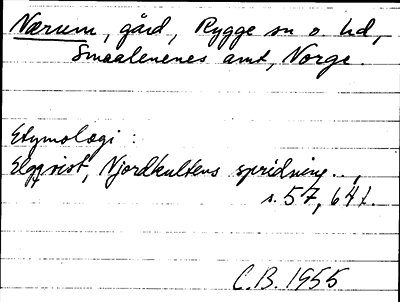 Nærum, gård, Rygge sn o. hd,
Smaalenenes amt, Norge.
Etymologi:
Elgqvist, Njordkultens spridning..,
s. 57, 64 f.
C.B. 1955